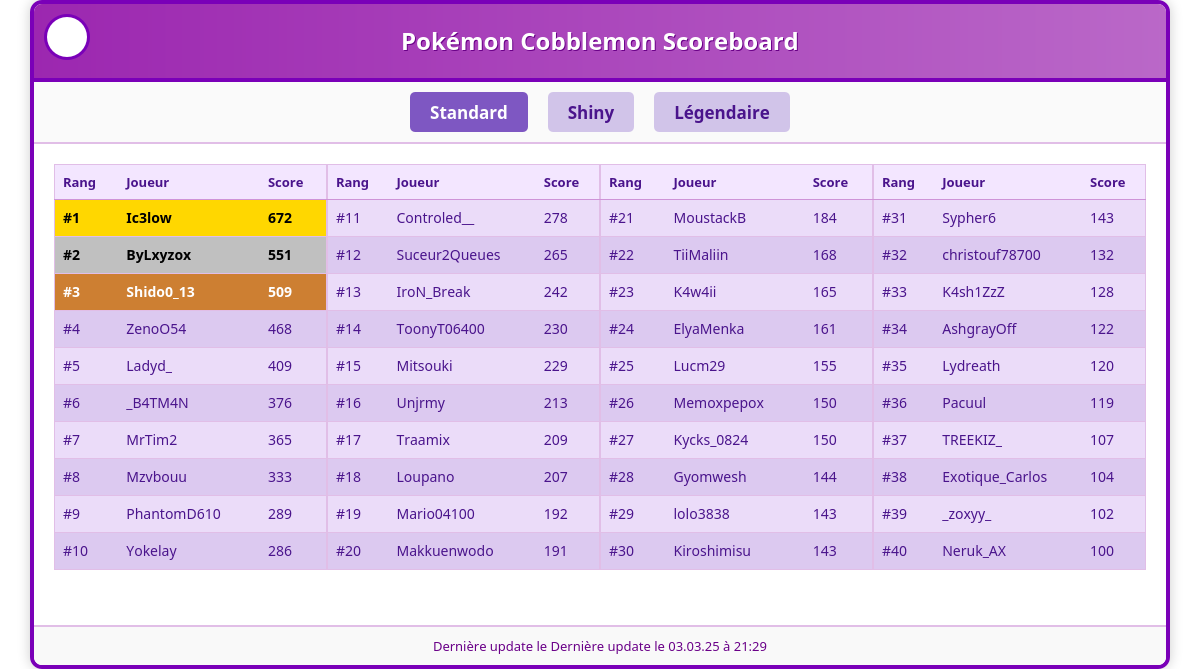 Pokémon Cobblemon Scoreboard
Standard Shiny Légendaire
Rang Joueur Score Rang Joueur Score Rang Joueur Score Rang Joueur Score
#1 Ic3low 672 #11 Controled__ 278 #21 MoustackB 184 #31 Sypher6 143
#2 ByLxyzox 551 #12 Suceur2Queues 265 #22 TiiMaliin 168 #32 christouf78700 132
#3 Shido0_13 509 #13 IroN_Break 242 #23 K4w4ii 165 #33 K4sh1ZzZ 128
#4 ZenoO54 468 #14 ToonyT06400 230 #24 ElyaMenka 161 #34 AshgrayOff 122
#5 Ladyd_ 409 #15 Mitsouki 229 #25 Lucm29 155 #35 Lydreath 120
#6 _B4TM4N 376 #16 Unjrmy 213 #26 Memoxpepox 150 #36 Pacuul 119
#7 MrTim2 365 #17 Traamix 209 #27 Kycks_0824 150 #37 TREEKIZ_ 107
#8 Mzvbouu 333 #18 Loupano 207 #28 Gyomwesh 144 #38 Exotique_Carlos 104
#9 PhantomD610 289 #19 Mario04100 192 #29 lolo3838 143 #39 _zoxyy_ 102
#10 Yokelay 286 #20 Makkuenwodo 191 #30 Kiroshimisu 143 #40 Neruk_AX 100
Dernière update le Dernière update le 03.03.25 à 21:29